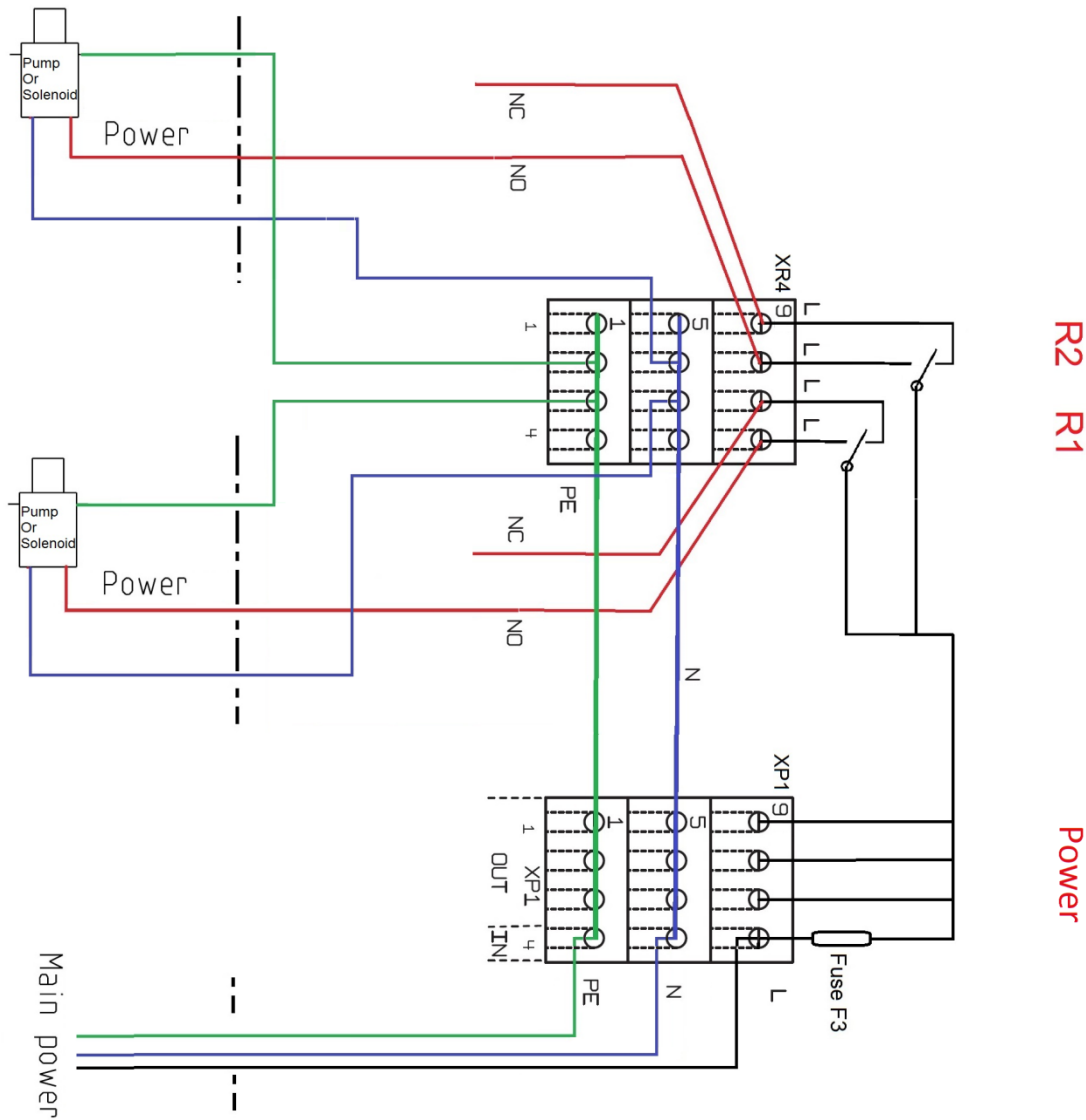 Pump
Or
Solenoid
Power
NC
NO
XR4
9
L
L
L
L
1
5
1
4
R2
R1
PE
NC
NO
N
Pump
Or
Solenoid
Power
XP1
9
1
5
1
OUT
XP1
IN
4
PE
N
L
Fuse F3
Power
Main power